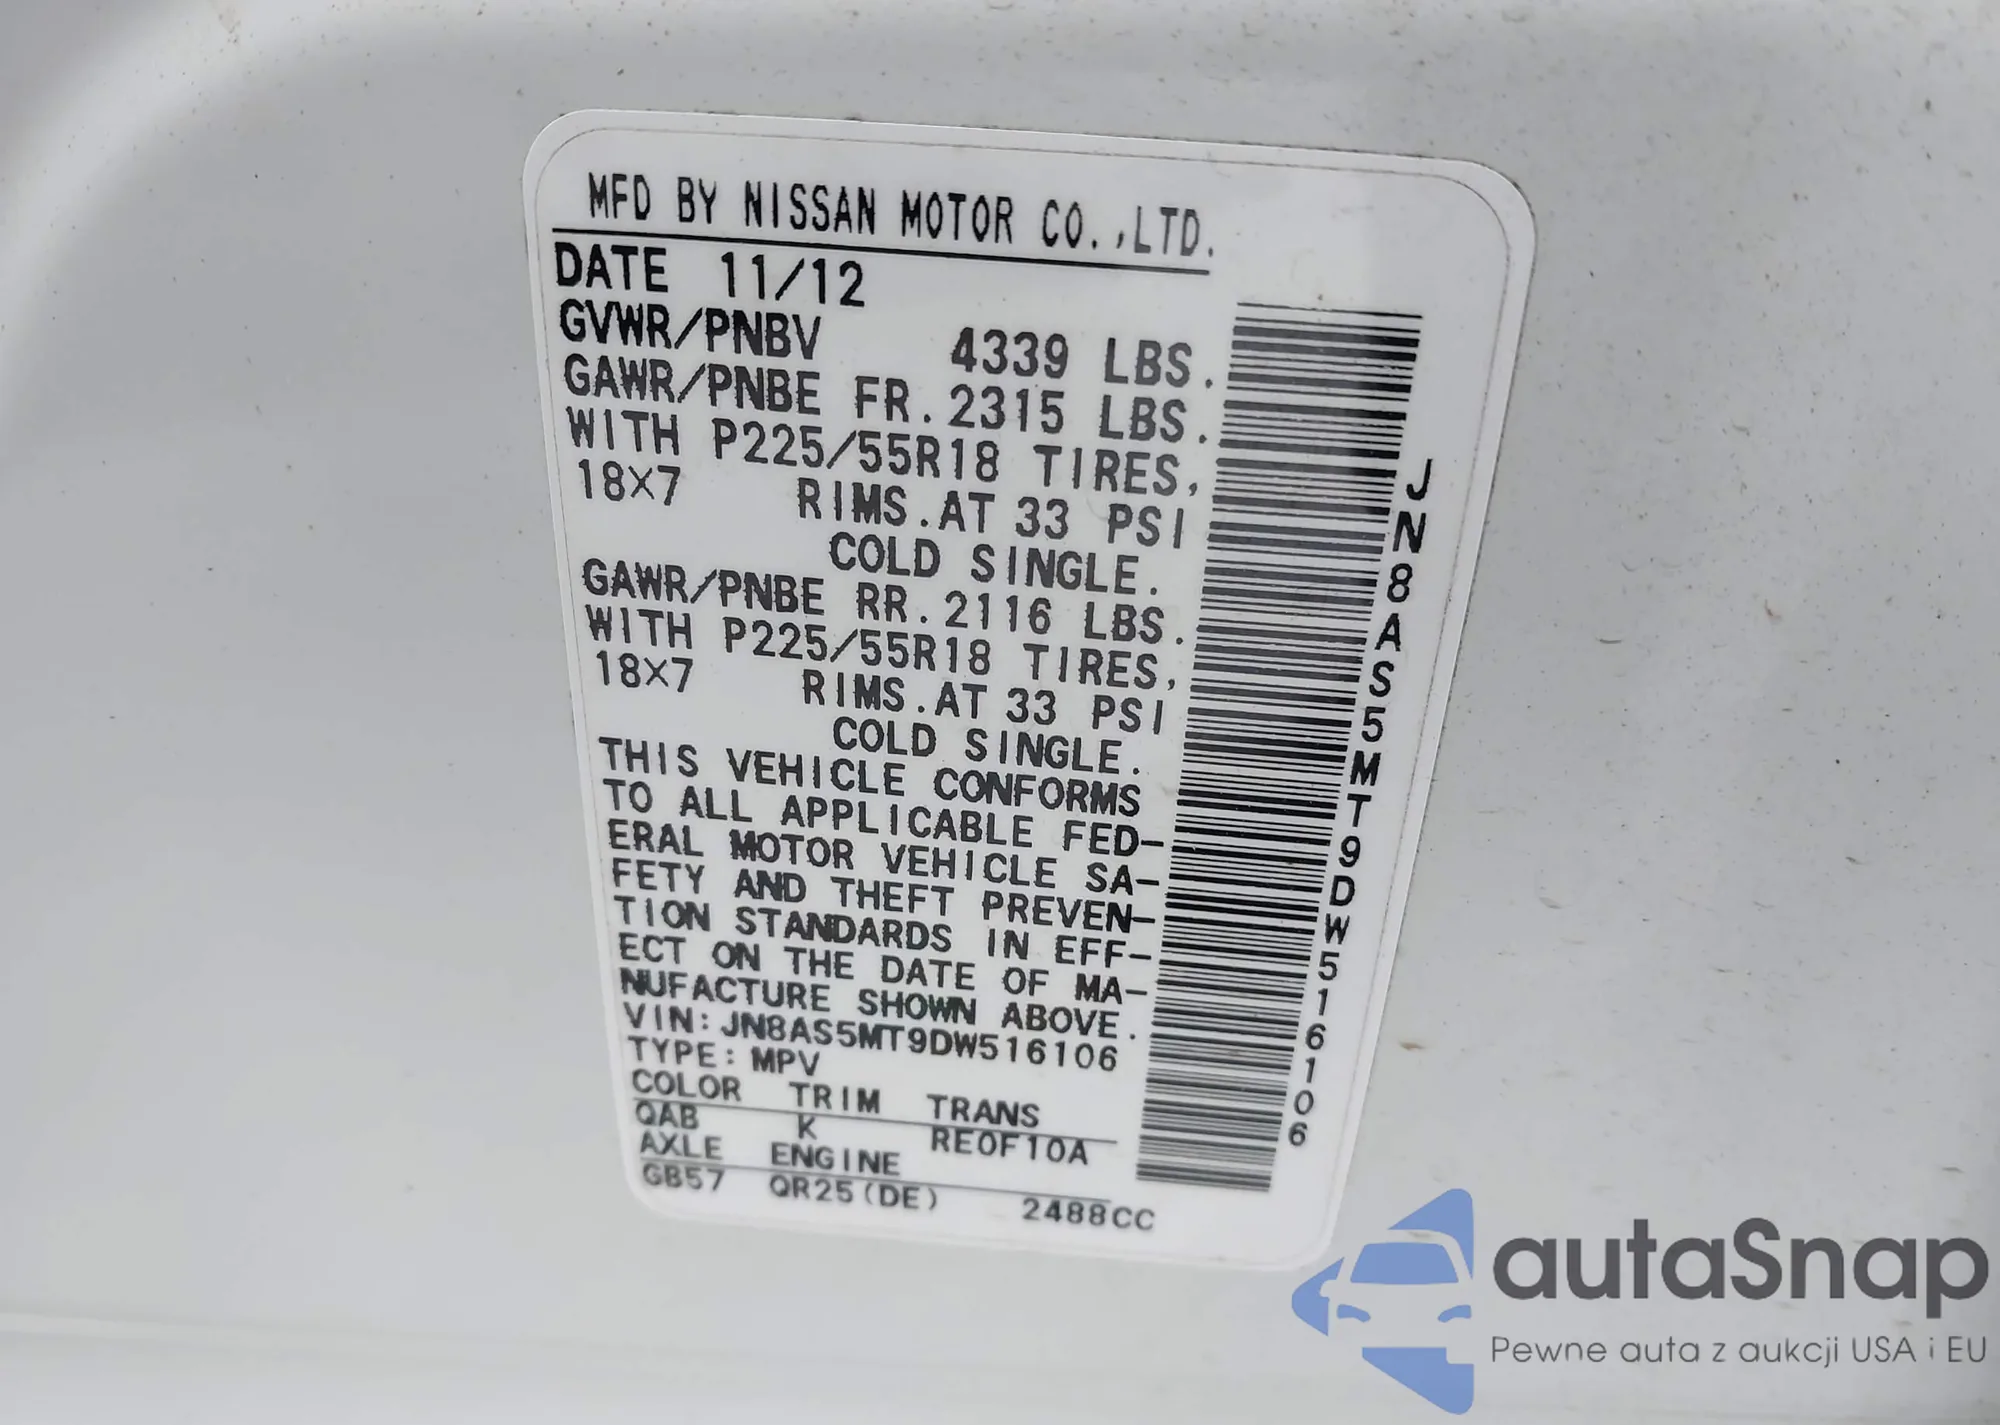 MFD BY NISSAN MOTOR CO.,LTD.
DATE 11/12
GVWR/PNBV 4339 LBS.
GAWR/PNBE FR.2315 LBS.
WITH P225/55R18 TIRES,
18×7 RIMS.AT 33 PSI
COLD SINGLE.
GAWR/PNBE RR.2116 LBS.
WITH P225/55R18 TIRES,
18×7 RIMS.AT 33 PSI
COLD SINGLE.
THIS VEHICLE CONFORMS
TO ALL APPLICABLE FED-
ERAL MOTOR VEHICLE SA-
FETY AND THEFT PREVEN-
TION STANDARDS IN EFF-
ECT ON THE DATE OF MA-
NUFACTURE SHOWN ABOVE.
VIN:JN8AS5MT9DW516106
TYPE:MPV
COLOR TRIM TRANS
QAB K RE0F10A
AXLE ENGINE
GB57 QR25(DE) 2488CC
JN8AS5MT9DW516106
autaSnap
Pewne auta z aukcji USA i EU